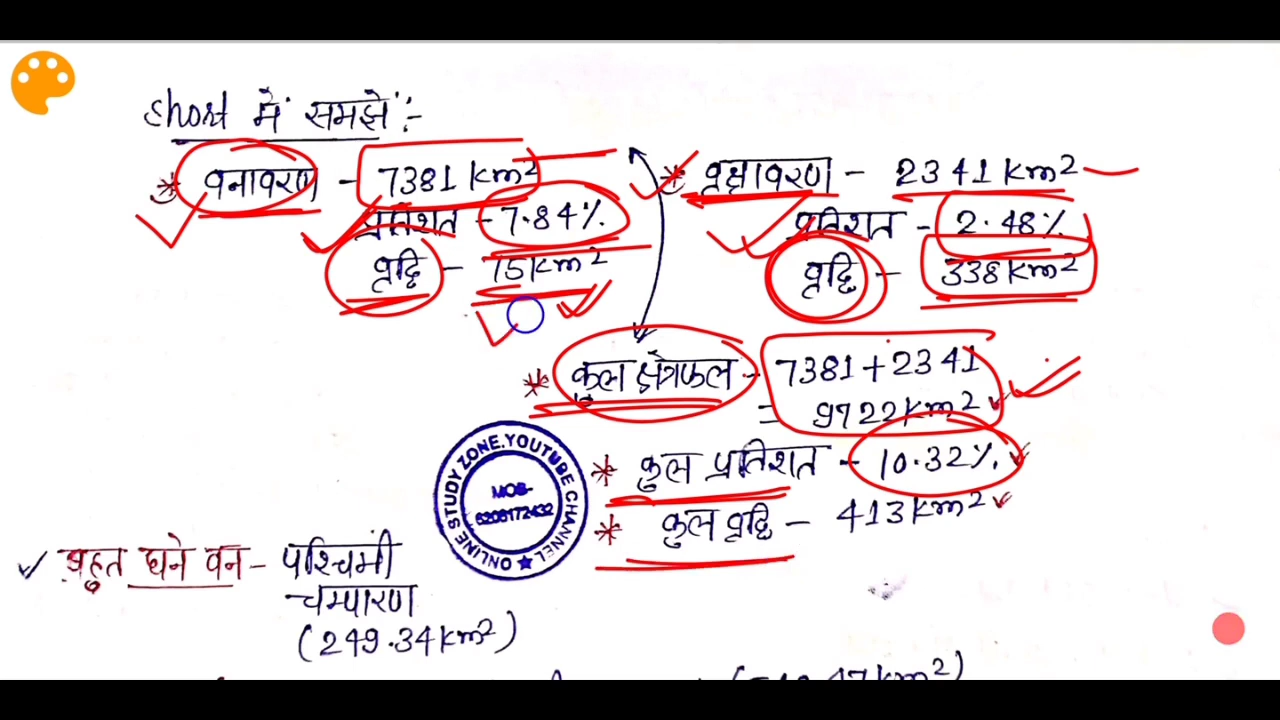 Short में समझे :-
* वनावरण - 7381 km²
प्रतिशत - 7.84%
वृद्धि - 75 km²
* वृक्षावरण - 2341 km²
प्रतिशत - 2.48%
वृद्धि - 338 km²
* कुल क्षेत्रफल - 7381 + 2341
= 9722 km²
* कुल प्रतिशत - 10.32%
* कुल वृद्धि - 413 km²
ONLINE STUDY ZONE.YOUTUBE CHANNEL
MOB-
6206172432
बहुत घने वन - पश्चिमी
चम्पारण
(249.34 km²)